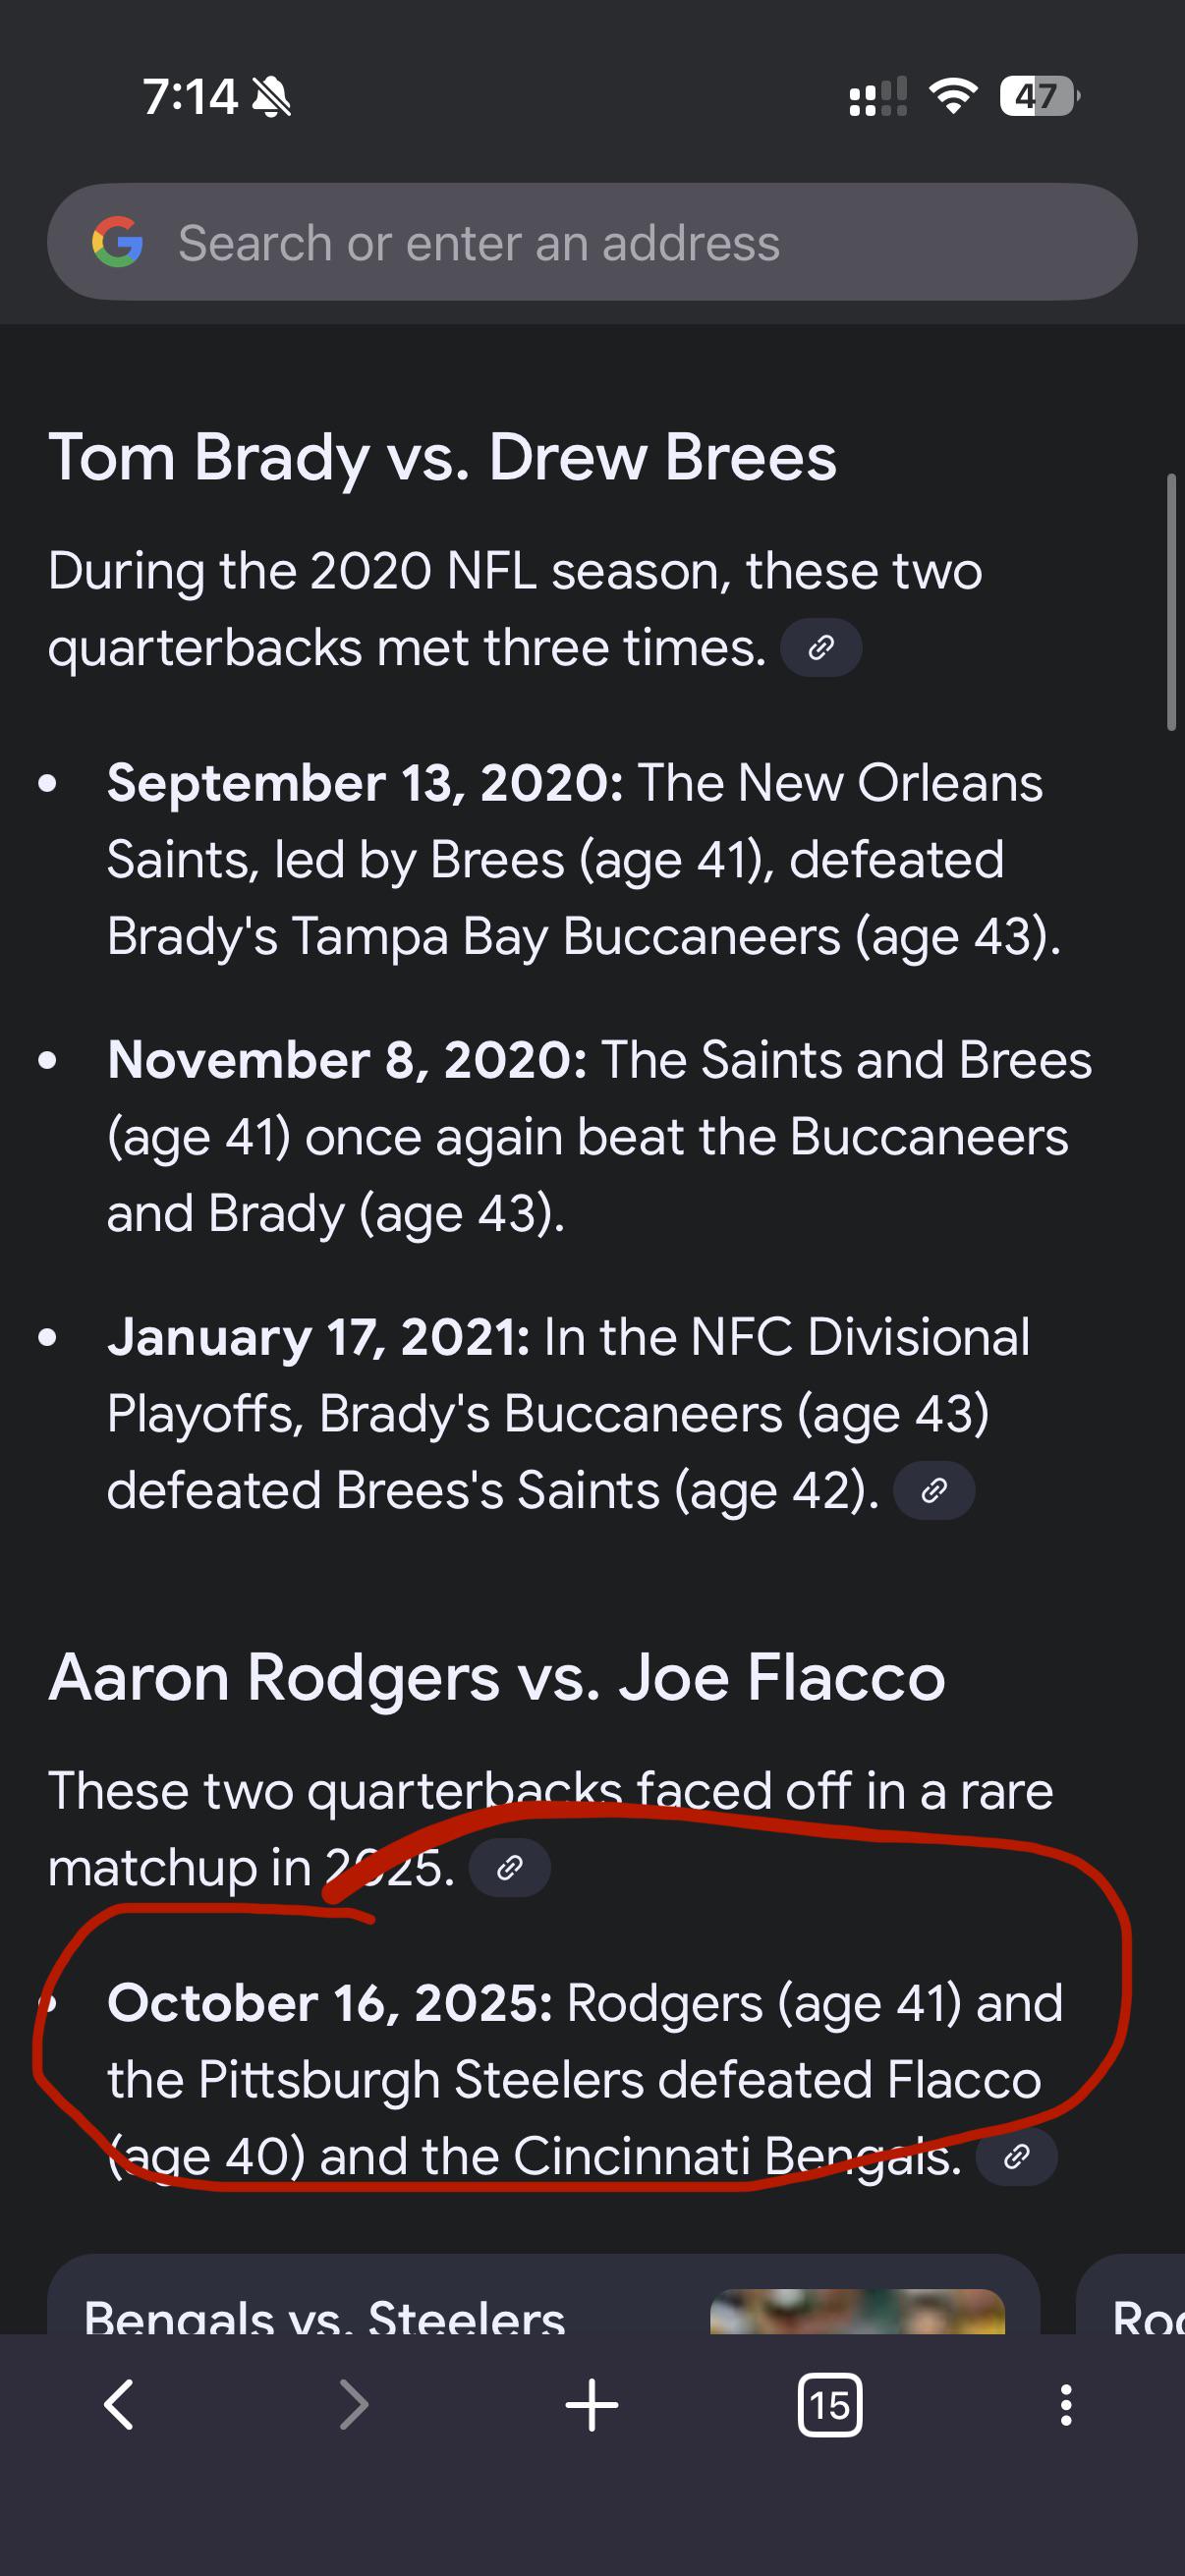 7:14
47
Search or enter an address
Tom Brady vs. Drew Brees
During the 2020 NFL season, these two
quarterbacks met three times.
• September 13, 2020: The New Orleans
Saints, led by Brees (age 41), defeated
Brady's Tampa Bay Buccaneers (age 43).
• November 8, 2020: The Saints and Brees
(age 41) once again beat the Buccaneers
and Brady (age 43).
• January 17, 2021: In the NFC Divisional
Playoffs, Brady's Buccaneers (age 43)
defeated Brees's Saints (age 42).
Aaron Rodgers vs. Joe Flacco
These two quarterbacks faced off in a rare
matchup in 2025.
• October 16, 2025: Rodgers (age 41) and
the Pittsburgh Steelers defeated Flacco
(age 40) and the Cincinnati Bengals.
Bengals vs. Steelers
15